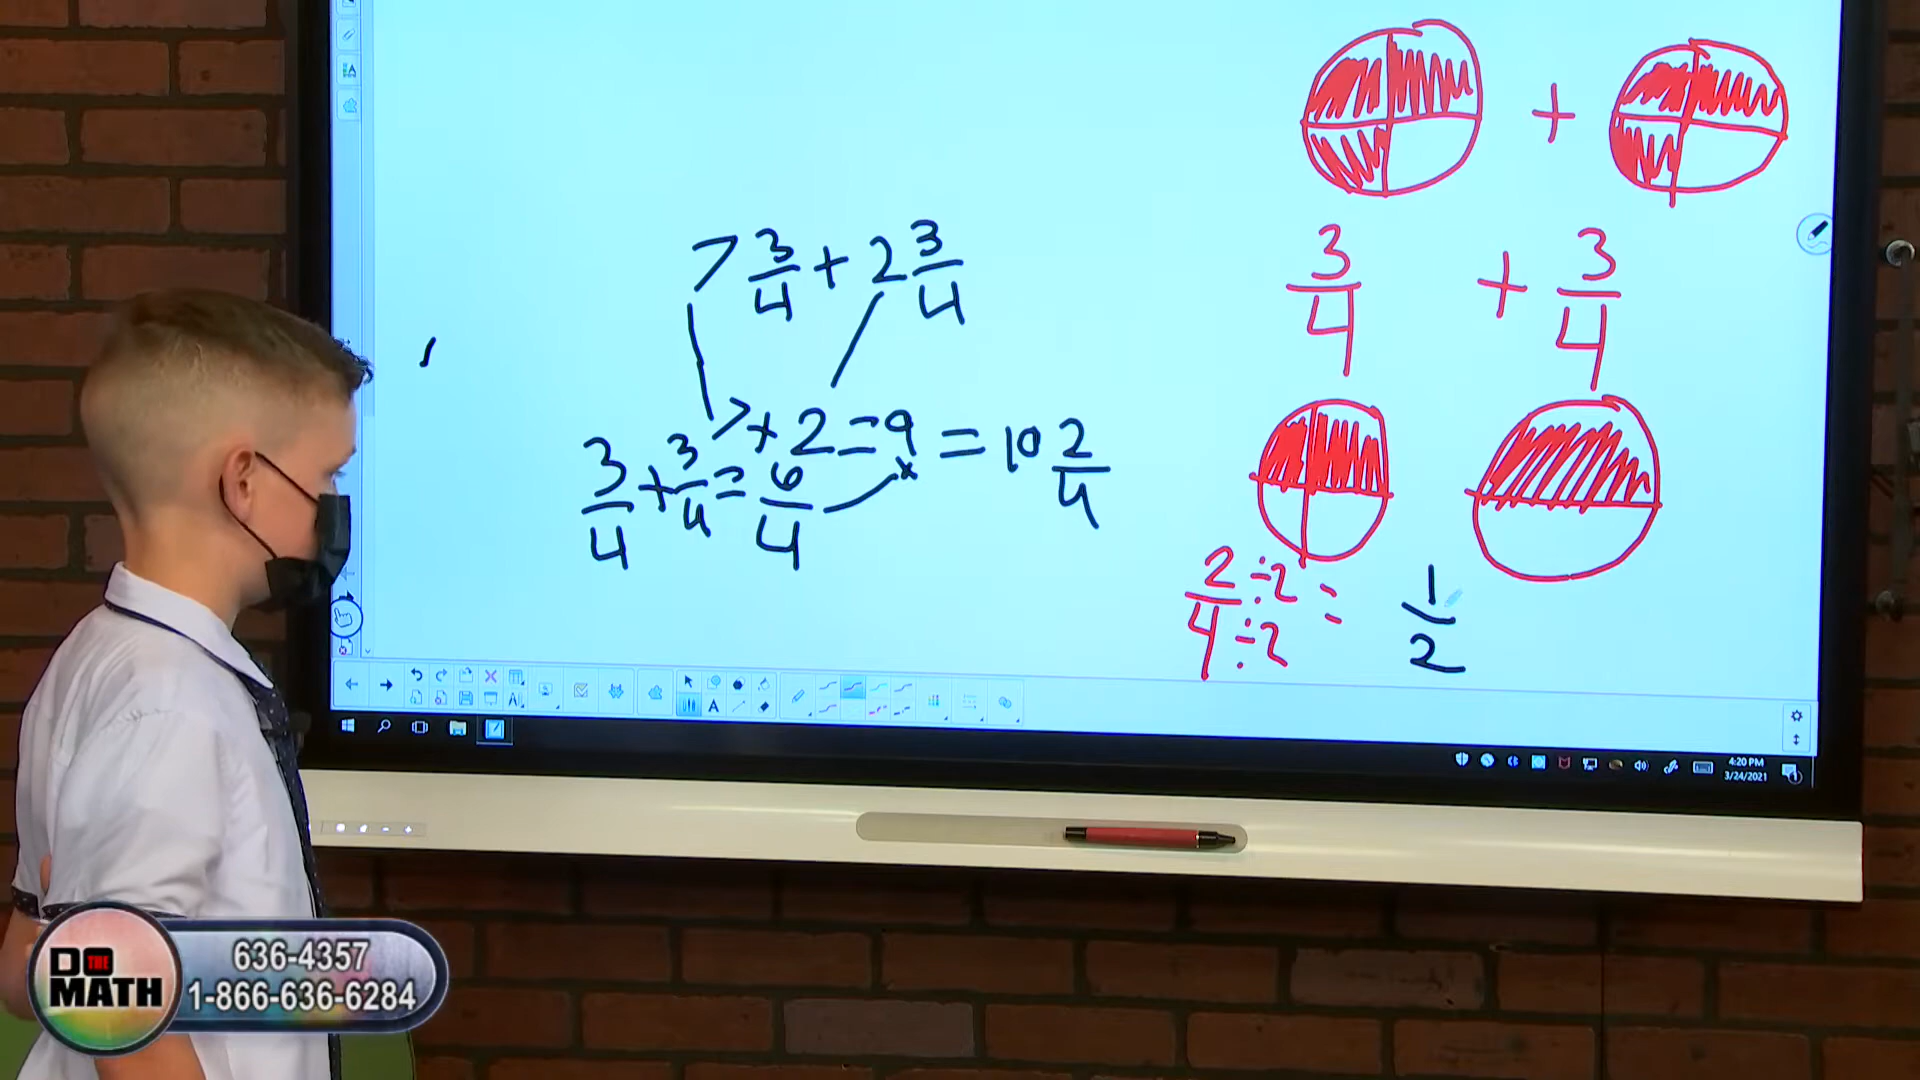 7 3/4 + 2 3/4
7 + 2 = 9 = 10 2/4
3/4 + 3/4 = 6/4
+
3/4 + 3/4
2/4 ÷2/÷2 = 1/2
4:20 PM
3/24/2021
DO THE MATH
636-4357
1-866-636-6284